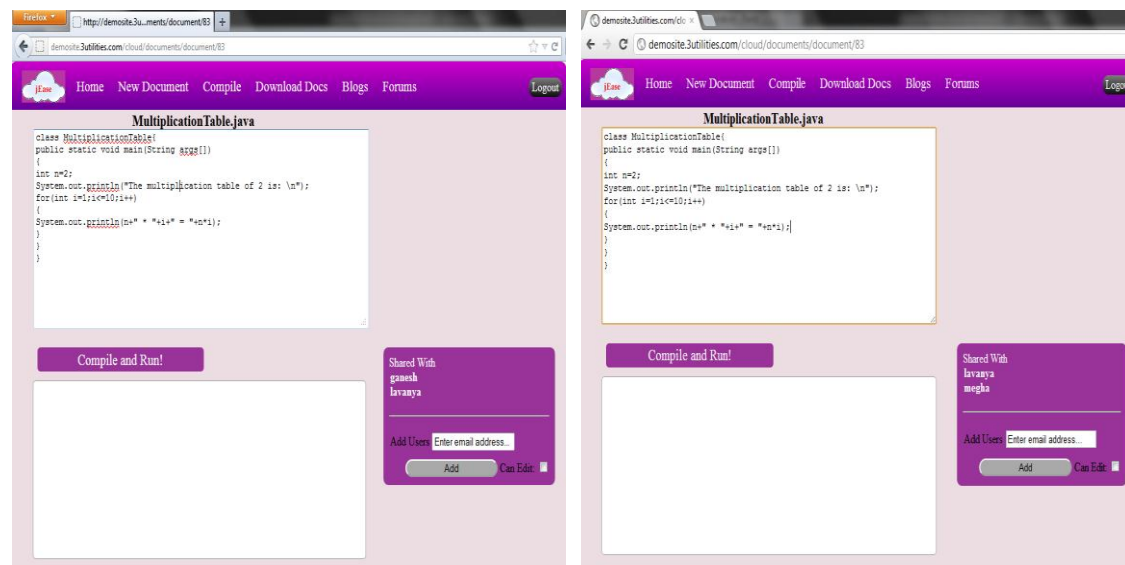 Firefox
http://demosite.3u...ments/document/83 +
demosite.3utilities.com/cloud/documents/document/83
jEase Home New Document Compile Download Docs Blogs Forums Logout
MultiplicationTable.java
class MultiplicationTable{
public static void main(String args[])
{
int n=2;
System.out.println("The multiplication table of 2 is: \n");
for(int i=1;i<=10;i++)
{
System.out.println(n+" * "+i+" = "+n*i);
}
}
}
Compile and Run!
Shared With
ganesh
lavanya
Add Users Enter email address...
Add Can Edit:
demosite.3utilities.com/clo ×
demosite.3utilities.com/cloud/documents/document/83
jEase Home New Document Compile Download Docs Blogs Forums Logo
MultiplicationTable.java
class MultiplicationTable{
public static void main(String args[])
{
int n=2;
System.out.println("The multiplication table of 2 is: \n");
for(int i=1;i<=10;i++)
{
System.out.println(n+" * "+i+" = "+n*i);
}
}
}
Compile and Run!
Shared With
lavanya
megha
Add Users Enter email address...
Add Can Edit: